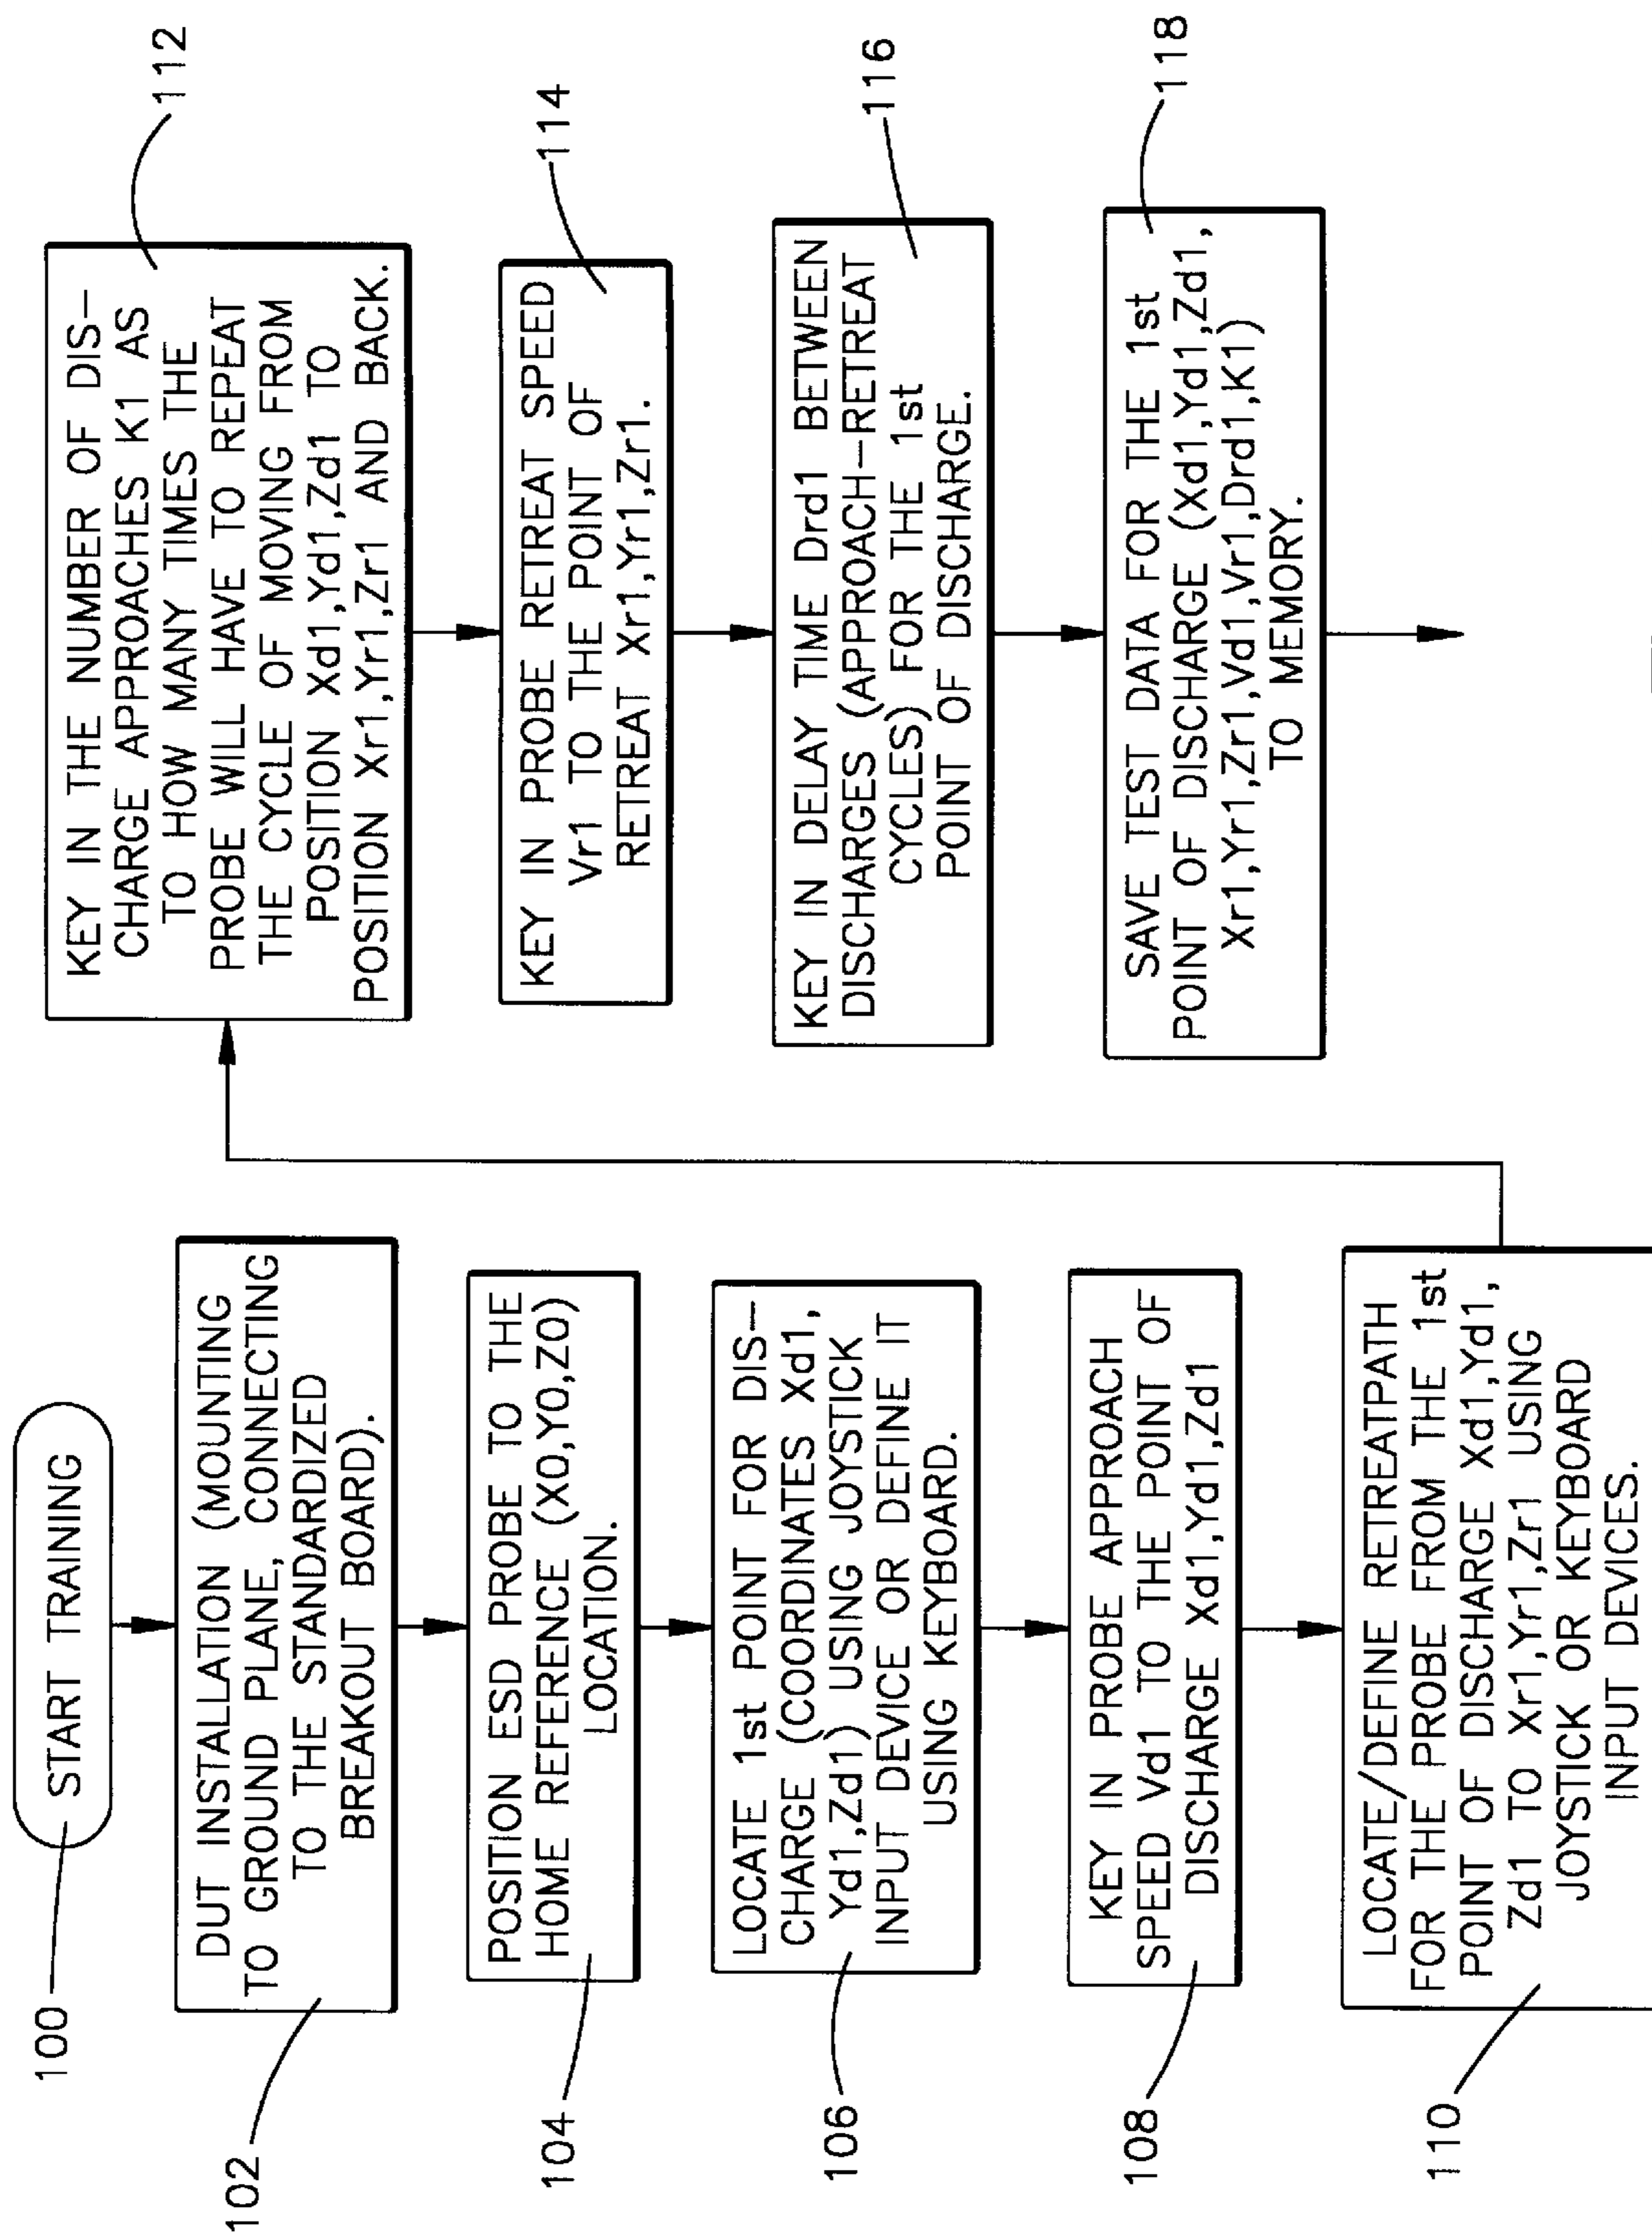 100
START TRAINING
102
DUT INSTALLATION (MOUNTING
TO GROUND PLANE, CONNECTING
TO THE STANDARDIZED
BREAKOUT BOARD).
104
POSITION ESD PROBE TO THE
HOME REFERENCE (X0,Y0,Z0)
LOCATION.
106
LOCATE 1st POINT FOR DIS-
CHARGE (COORDINATES Xd1,
Yd1,Zd1) USING JOYSTICK
INPUT DEVICE OR DEFINE IT
USING KEYBOARD.
108
KEY IN PROBE APPROACH
SPEED Vd1 TO THE POINT OF
DISCHARGE Xd1,Yd1,Zd1
110
LOCATE/DEFINE RETREATPATH
FOR THE PROBE FROM THE 1st
POINT OF DISCHARGE Xd1,Yd1,
Zd1 TO Xr1,Yr1,Zr1 USING
JOYSTICK OR KEYBOARD
INPUT DEVICES.
112
KEY IN THE NUMBER OF DIS-
CHARGE APPROACHES K1 AS
TO HOW MANY TIMES THE
PROBE WILL HAVE TO REPEAT
THE CYCLE OF MOVING FROM
POSITION Xd1,Yd1,Zd1 TO
POSITION Xr1,Yr1,Zr1 AND BACK.
114
KEY IN PROBE RETREAT SPEED
Vr1 TO THE POINT OF
RETREAT Xr1,Yr1,Zr1.
116
KEY IN DELAY TIME Drd1 BETWEEN
DISCHARGES (APPROACH-RETREAT
CYCLES) FOR THE 1st
POINT OF DISCHARGE.
118
SAVE TEST DATA FOR THE 1st
POINT OF DISCHARGE (Xd1,Yd1,Zd1,
Xr1,Yr1,Zr1,Vd1,Vr1,Drd1,K1)
TO MEMORY.